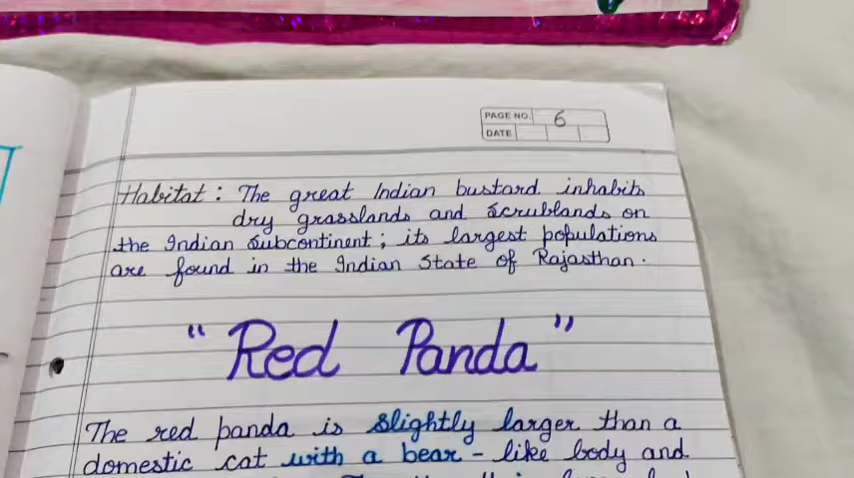 PAGE NO. 6
DATE
Habitat : The great Indian bustard inhabits
dry grasslands and scrublands on
the Indian subcontinent ; its largest populations
are found in the Indian State of Rajasthan .
"Red Panda"
The red panda is slightly larger than a
domestic cat with a bear - like body and